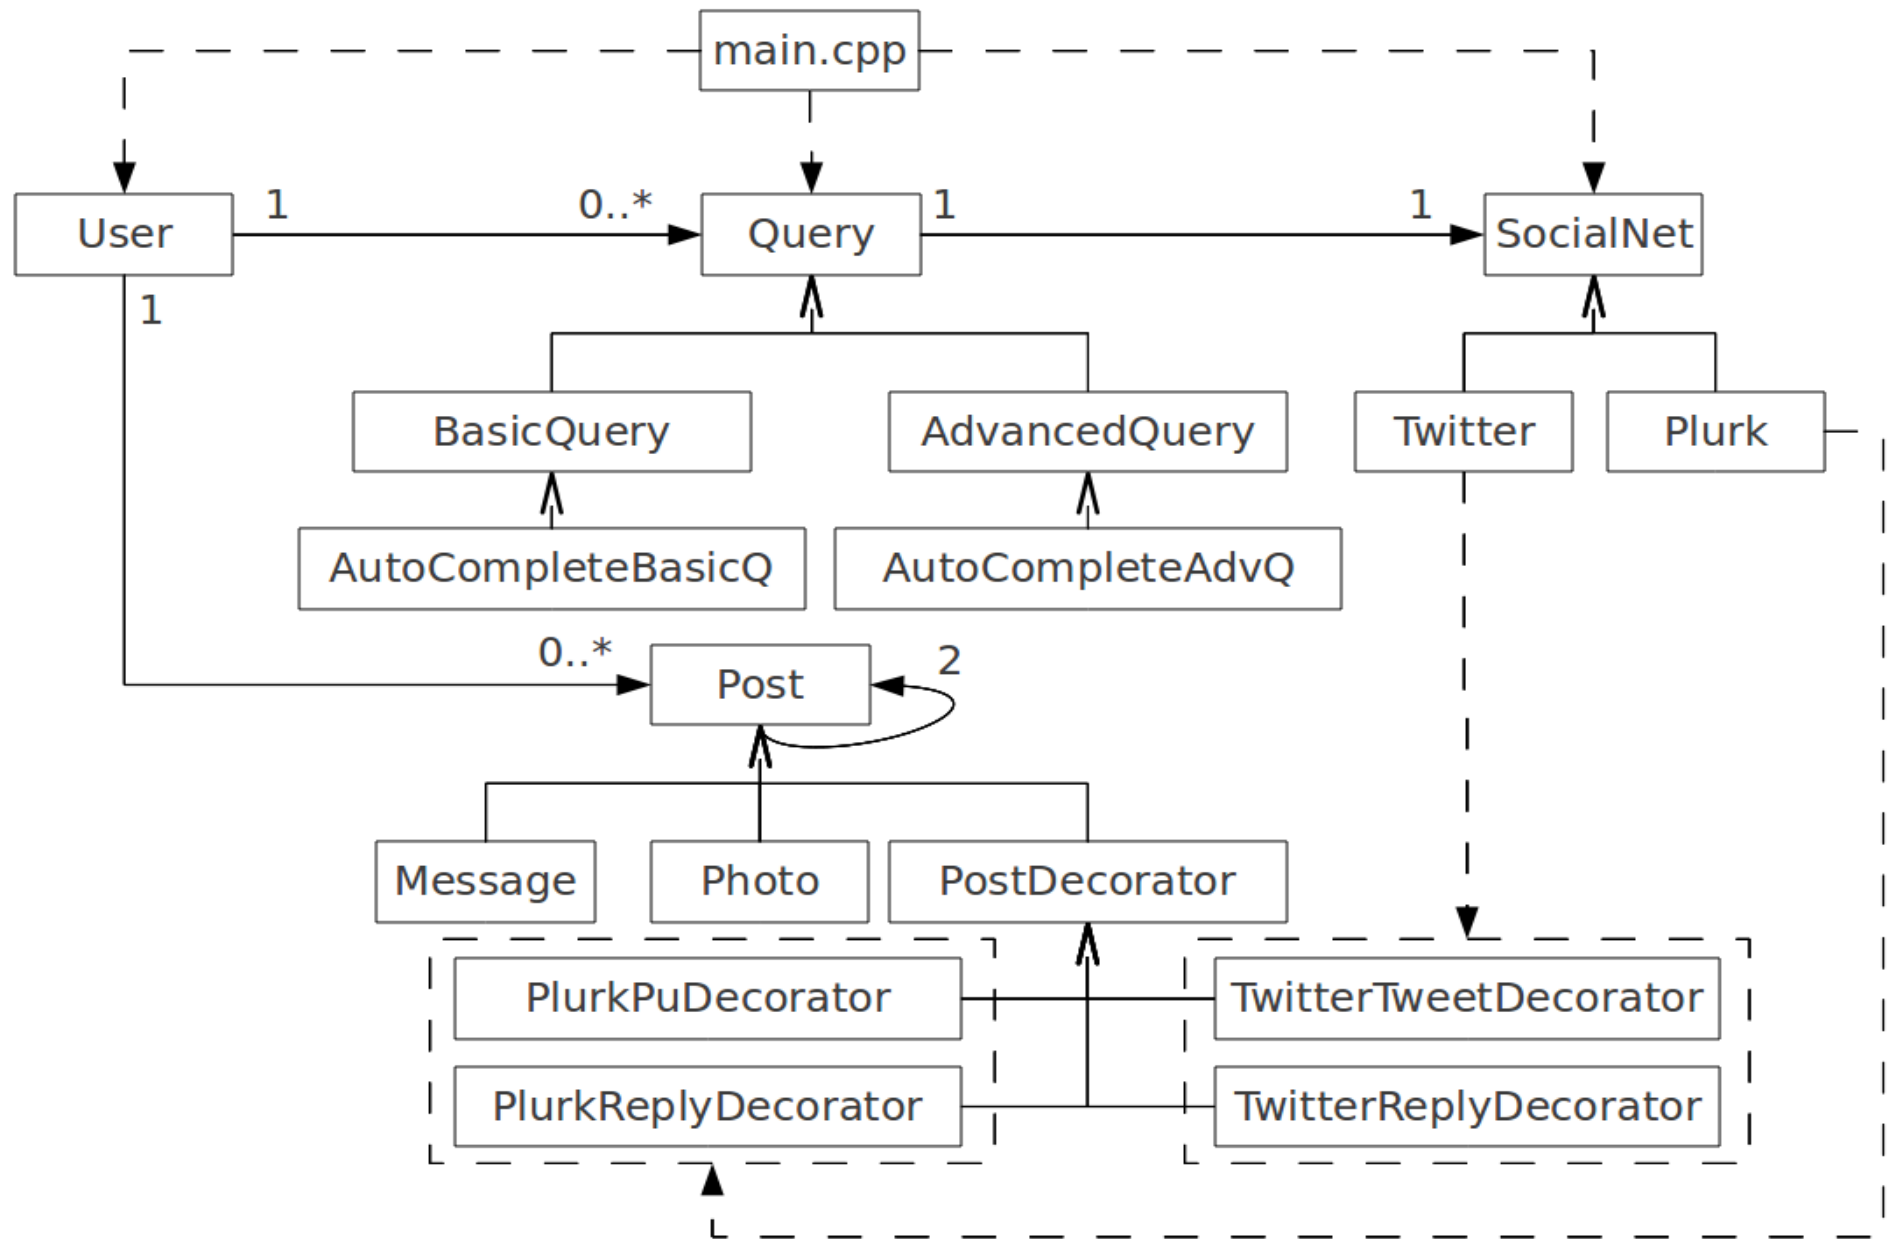 main.cpp
User
1
0..*
Query
1
1
SocialNet
1
BasicQuery
AdvancedQuery
Twitter
Plurk
AutoCompleteBasicQ
AutoCompleteAdvQ
0..*
Post
2
Message
Photo
PostDecorator
PlurkPuDecorator
TwitterTweetDecorator
PlurkReplyDecorator
TwitterReplyDecorator